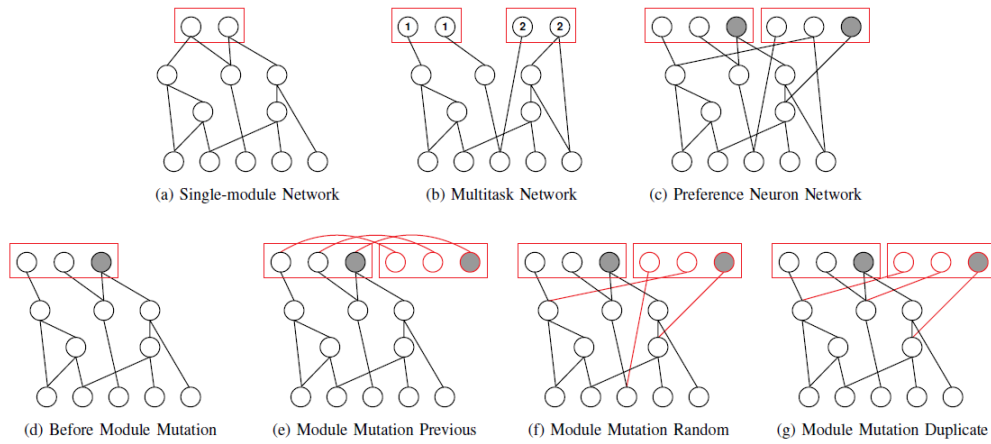 1 1 2 2
(a) Single-module Network (b) Multitask Network (c) Preference Neuron Network
(d) Before Module Mutation (e) Module Mutation Previous (f) Module Mutation Random (g) Module Mutation Duplicate